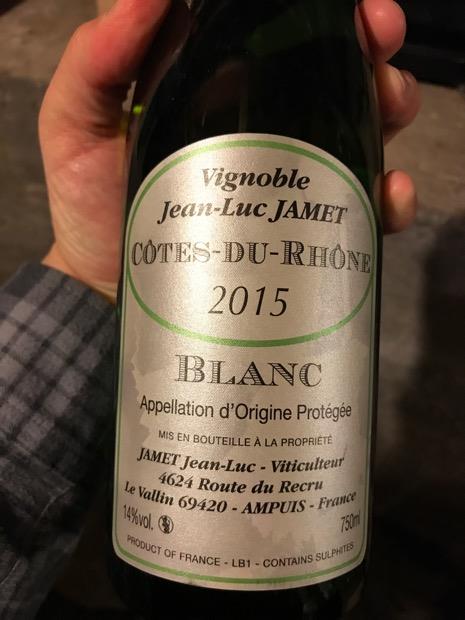 Vignoble
Jean-Luc JAMET
CÔTES-DU-RHÔNE
2015
BLANC
Appellation d'Origine Protégée
MIS EN BOUTEILLE À LA PROPRIÉTÉ
JAMET Jean-Luc - Viticulteur
4624 Route du Recru
Le Vallin 69420 - AMPUIS - France
14%vol. 750ml
PRODUCT OF FRANCE - LB1 - CONTAINS SULPHITES